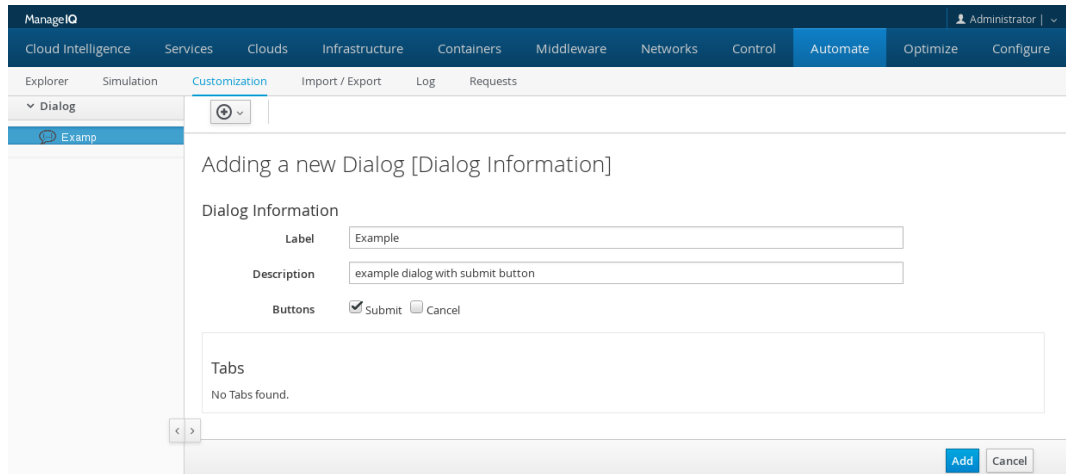 ManageIQ
Administrator |
Cloud Intelligence Services Clouds Infrastructure Containers Middleware Networks Control Automate Optimize Configure
Explorer Simulation Customization Import / Export Log Requests
Dialog
Examp
Adding a new Dialog [Dialog Information]
Dialog Information
Label Example
Description example dialog with submit button
Buttons Submit Cancel
Tabs
No Tabs found.
Add Cancel